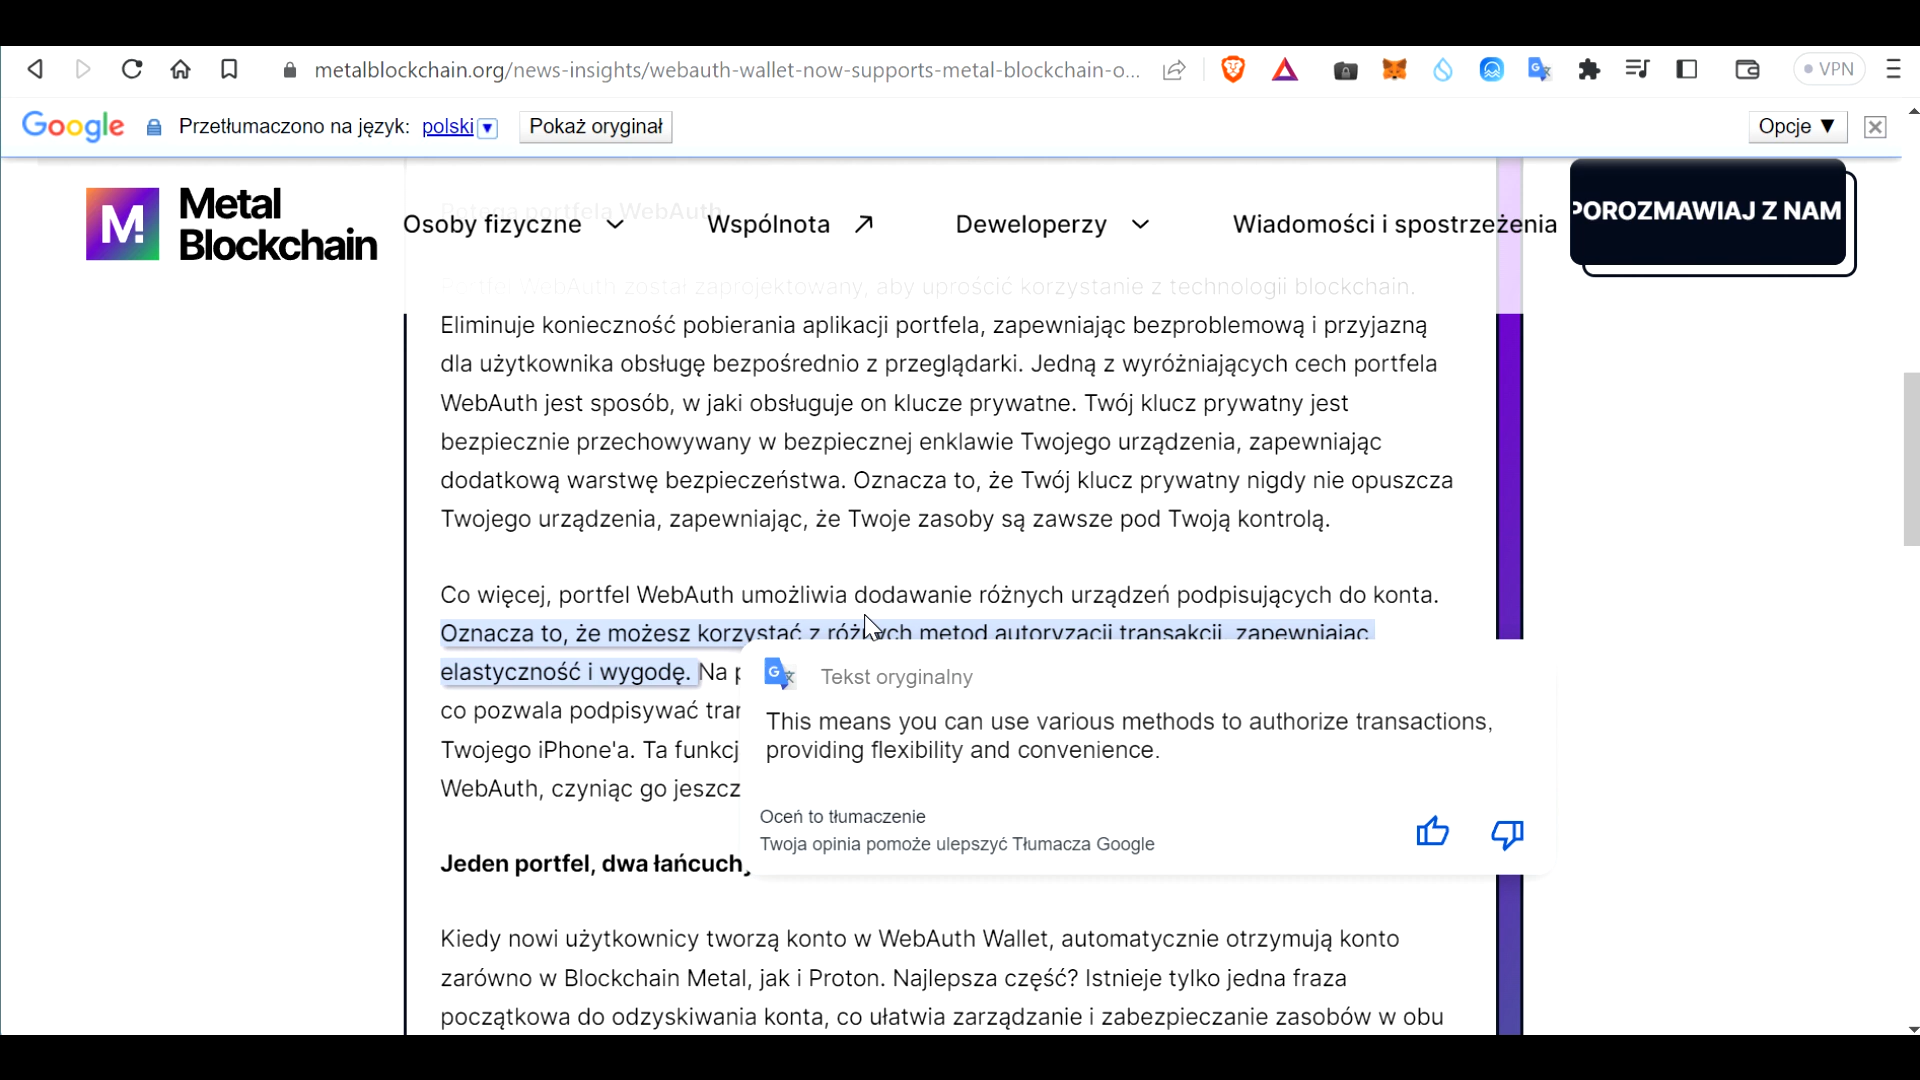 metalblockchain.org/news-insights/webauth-wallet-now-supports-metal-blockchain-o...
VPN
Google Przetłumaczono na język: polski Pokaż oryginał Opcje ▼
Metal
Blockchain
Osoby fizyczne Wspólnota Deweloperzy Wiadomości i spostrzeżenia POROZMAWIAJ Z NAM
Potęga portfela WebAuth
Portfel WebAuth został zaprojektowany, aby uprościć korzystanie z technologii blockchain.
Eliminuje konieczność pobierania aplikacji portfela, zapewniając bezproblemową i przyjazną
dla użytkownika obsługę bezpośrednio z przeglądarki. Jedną z wyróżniających cech portfela
WebAuth jest sposób, w jaki obsługuje on klucze prywatne. Twój klucz prywatny jest
bezpiecznie przechowywany w bezpiecznej enklawie Twojego urządzenia, zapewniając
dodatkową warstwę bezpieczeństwa. Oznacza to, że Twój klucz prywatny nigdy nie opuszcza
Twojego urządzenia, zapewniając, że Twoje zasoby są zawsze pod Twoją kontrolą.
Co więcej, portfel WebAuth umożliwia dodawanie różnych urządzeń podpisujących do konta.
Oznacza to, że możesz korzystać z różnych metod autoryzacji transakcji, zapewniając
elastyczność i wygodę. Na
co pozwala podpisywać
Twojego iPhone'a. Ta
WebAuth, czyniąc go
Tekst oryginalny
This means you can use various methods to authorize transactions,
providing flexibility and convenience.
Oceń to tłumaczenie
Twoja opinia pomoże ulepszyć Tłumacza Google
Jeden portfel, dwa łańcuchy
Kiedy nowi użytkownicy tworzą konto w WebAuth Wallet, automatycznie otrzymują konto
zarówno w Blockchain Metal, jak i Proton. Najlepsza część? Istnieje tylko jedna fraza
początkowa do odzyskiwania konta, co ułatwia zarządzanie i zabezpieczanie zasobów w obu